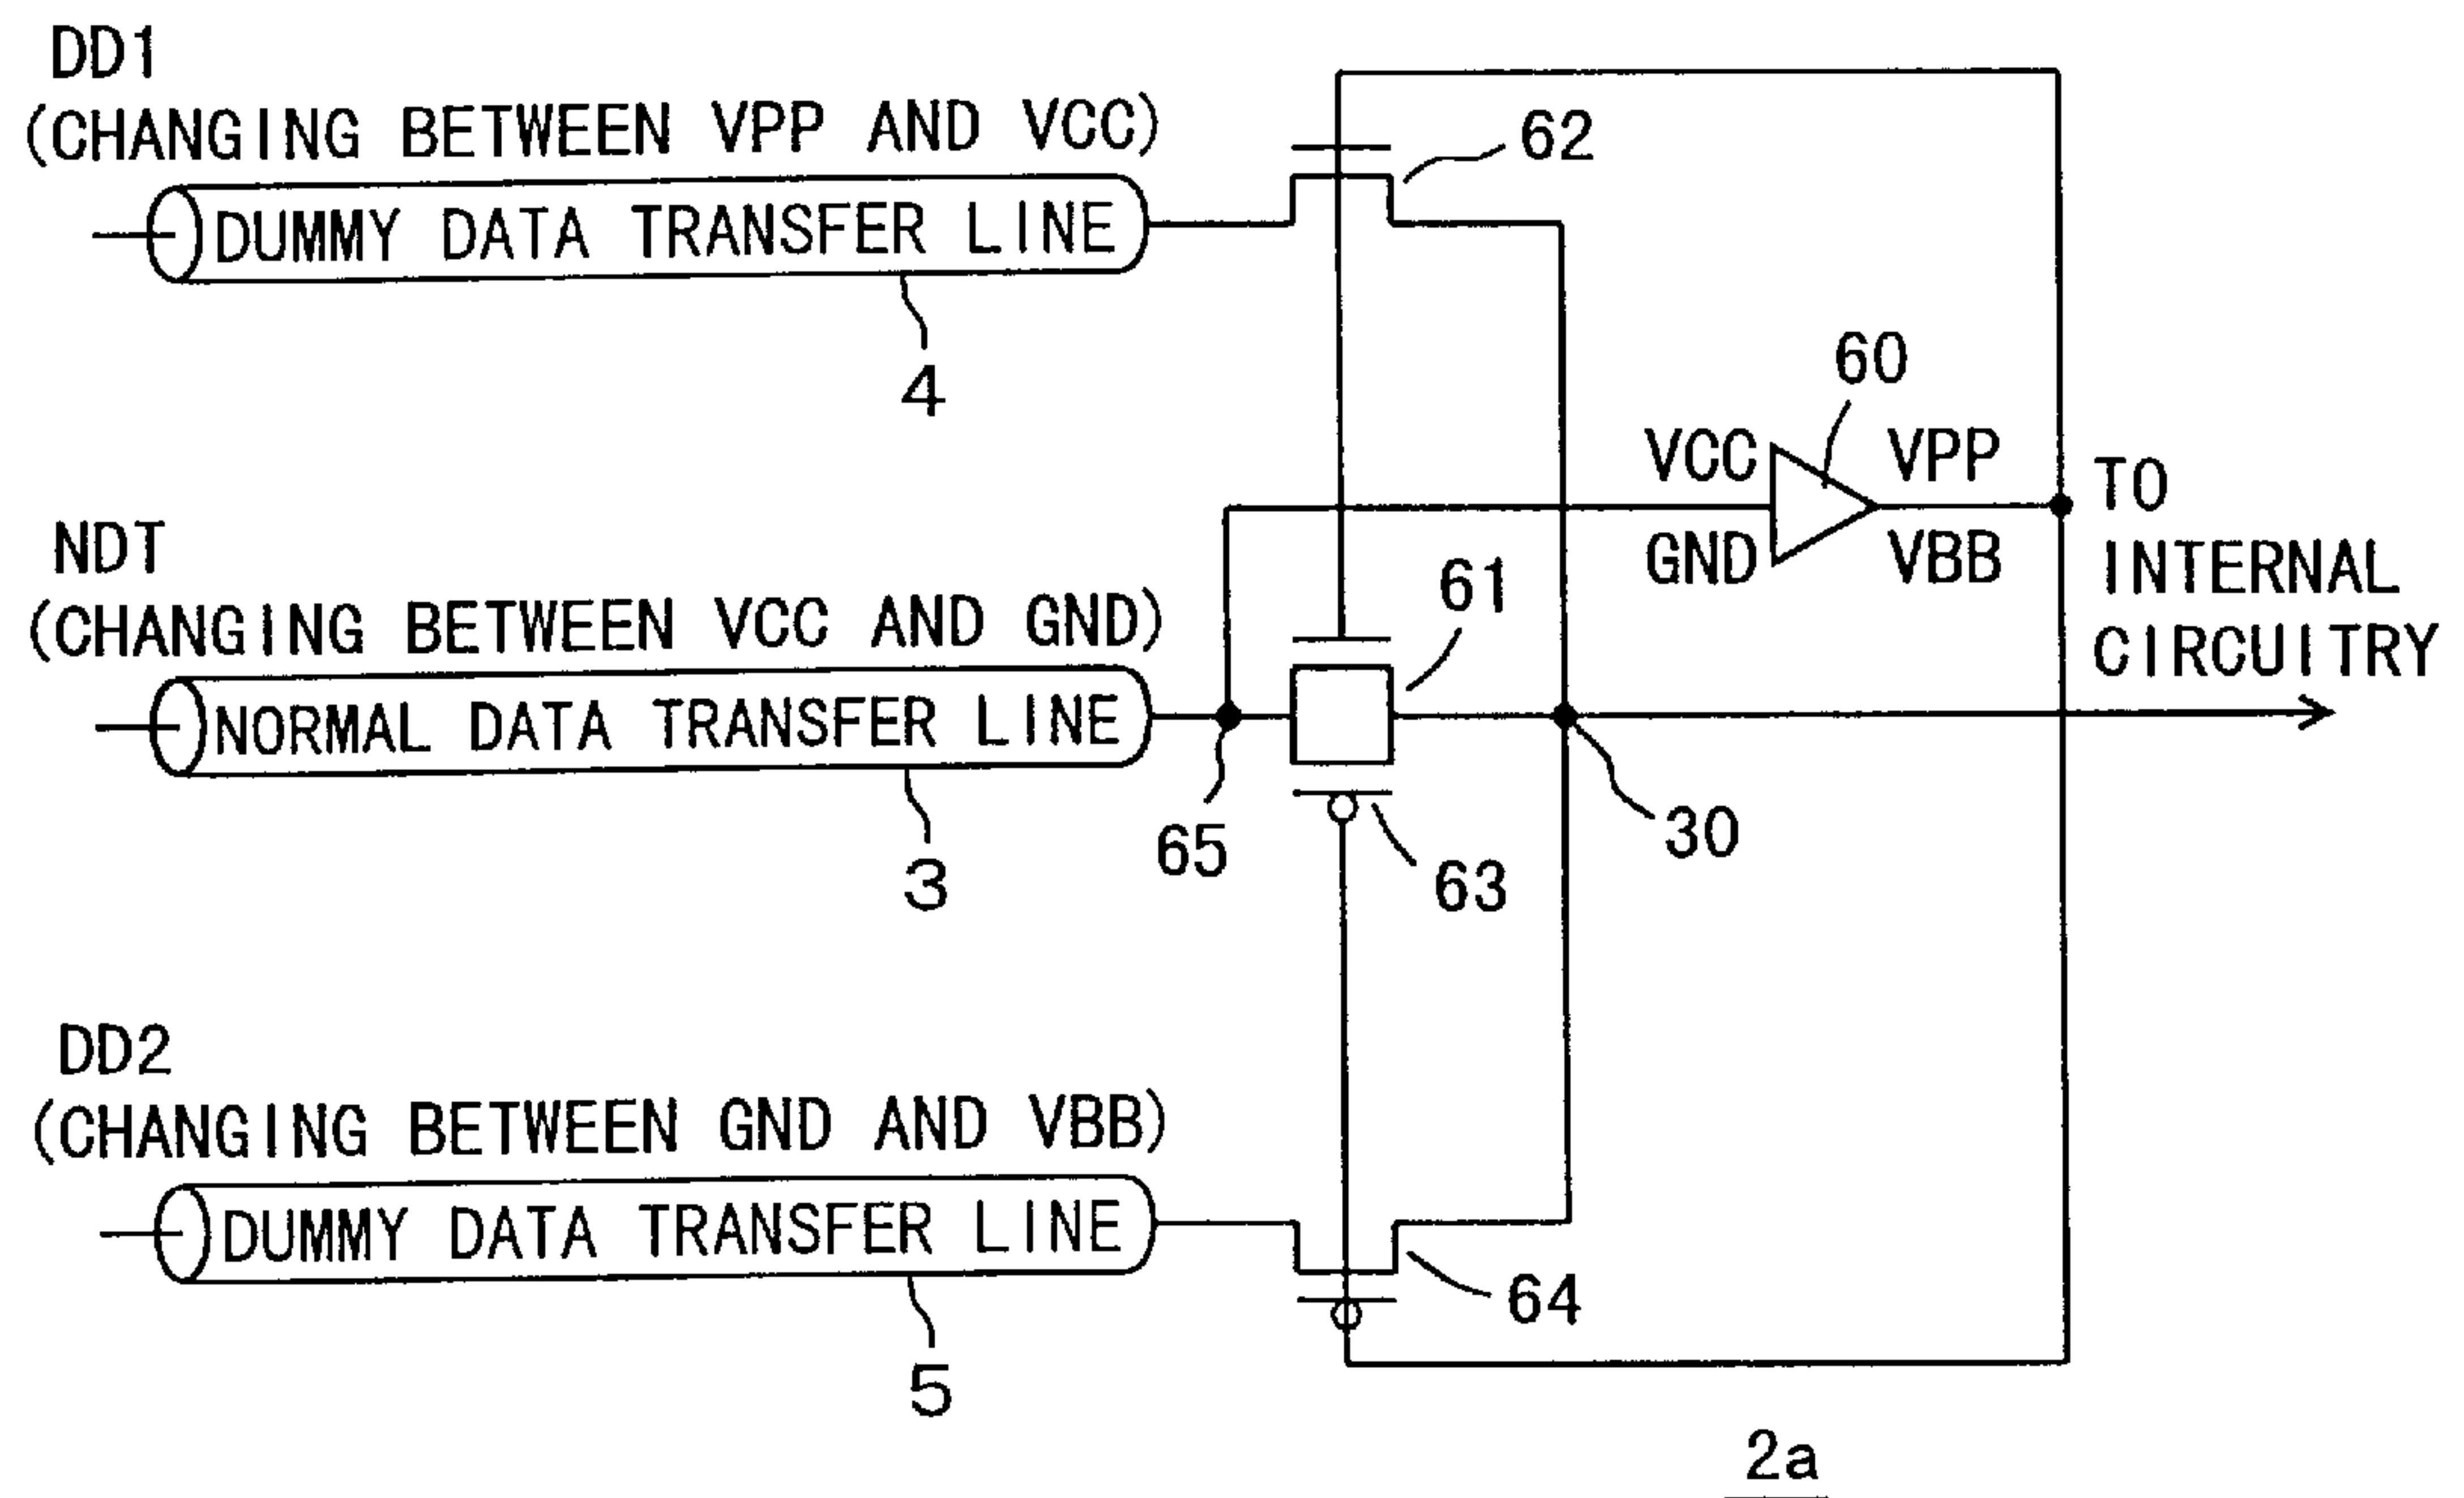 DD1
(CHANGING BETWEEN VPP AND VCC)
62
DUMMY DATA TRANSFER LINE
4
60
VCC
VPP
TO
INTERNAL
CIRCUITRY
GND
VBB
NDT
(CHANGING BETWEEN VCC AND GND)
61
NORMAL DATA TRANSFER LINE
65
30
3
63
DD2
(CHANGING BETWEEN GND AND VBB)
DUMMY DATA TRANSFER LINE
64
5
2a